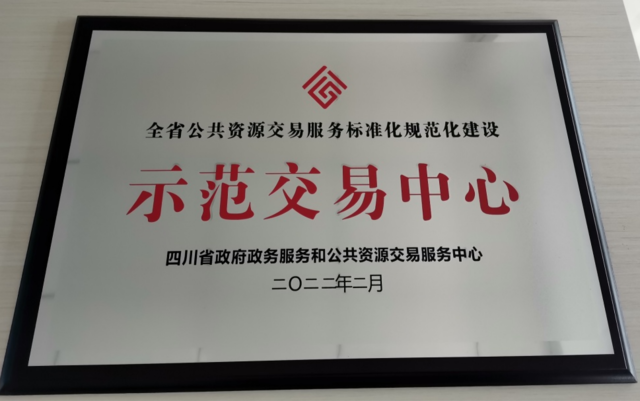 全省公共资源交易服务标准化规范化建设
示范交易中心
四川省政府政务服务和公共资源交易服务中心
二〇二二年二月